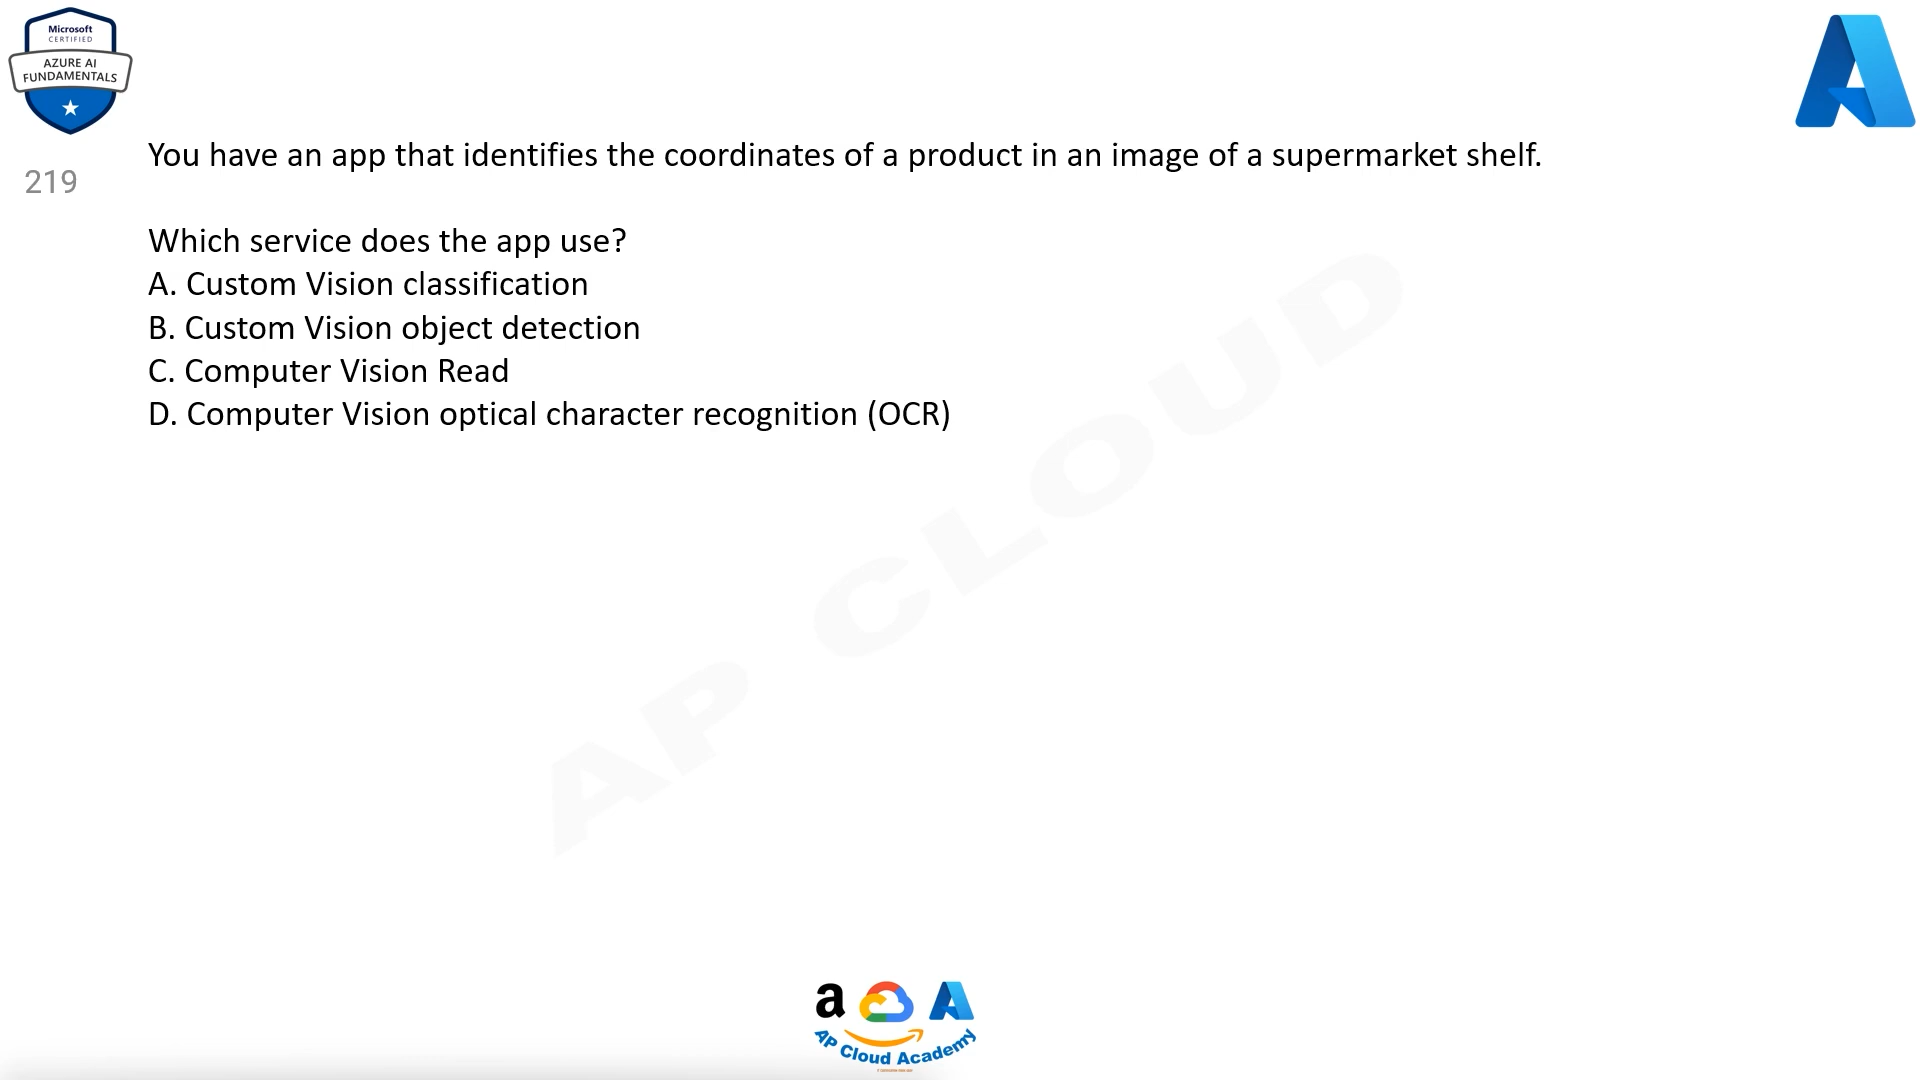 Microsoft
CERTIFIED
AZURE AI
FUNDAMENTALS
219
You have an app that identifies the coordinates of a product in an image of a supermarket shelf.
Which service does the app use?
A. Custom Vision classification
B. Custom Vision object detection
C. Computer Vision Read
D. Computer Vision optical character recognition (OCR)
AP CLOUD
a
AP Cloud Academy